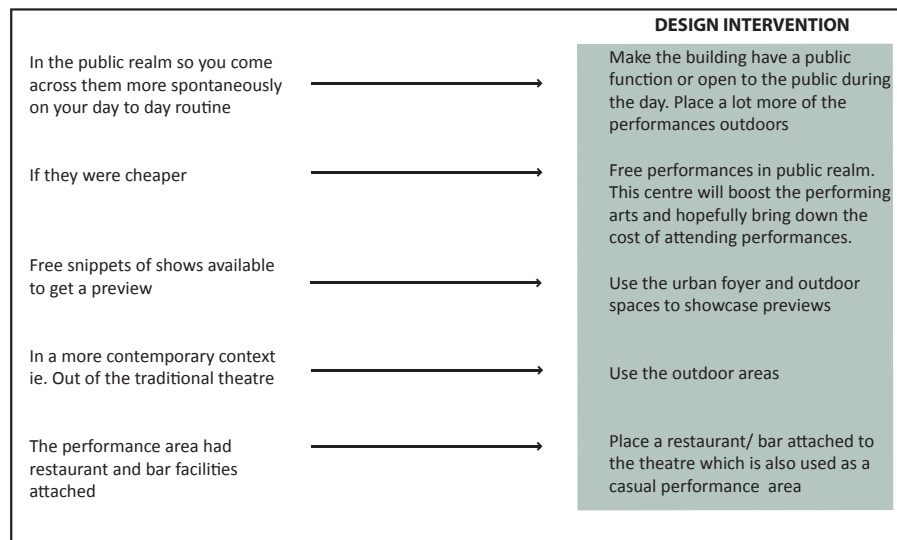 DESIGN INTERVENTION
In the public realm so you come
across them more spontaneously
on your day to day routine
Make the building have a public
function or open to the public during
the day. Place a lot more of the
performances outdoors
If they were cheaper
Free performances in public realm.
This centre will boost the performing
arts and hopefully bring down the
cost of attending performances.
Free snippets of shows available
to get a preview
Use the urban foyer and outdoor
spaces to showcase previews
In a more contemporary context
ie. Out of the traditional theatre
Use the outdoor areas
The performance area had
restaurant and bar facilities
attached
Place a restaurant/ bar attached to
the theatre which is also used as a
casual performance area